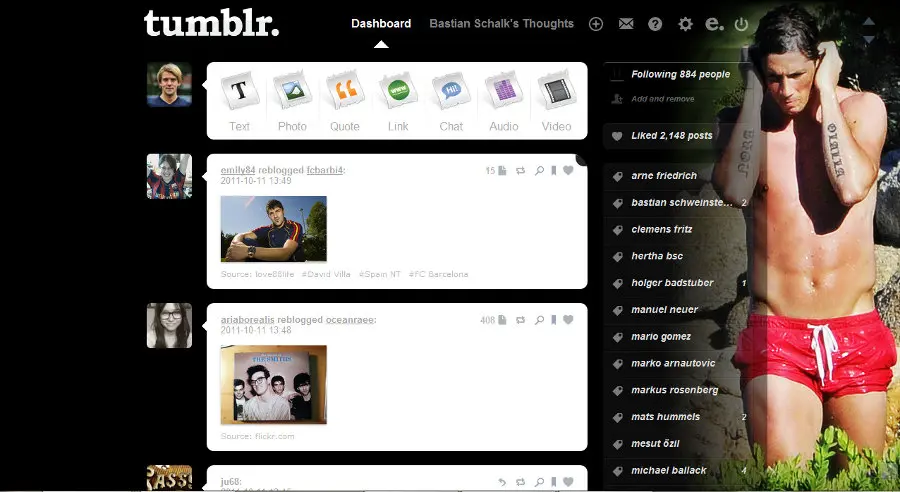 tumblr.
Dashboard
Bastian Schalk's Thoughts
Text
Photo
Quote
Link
Chat
Audio
Video
emily84 reblogged fcbarbi4:
15
2011-10-11 13:49
Source: love88life #David Villa #Spain NT #FC Barcelona
ariaborealis reblogged oceanraee:
408
2011-10-11 13:48
THE SMITHS
Source: flickr.com
ju68:
Following 884 people
Add and remove
Liked 2,148 posts
arne friedrich
bastian schweinste... 2
clemens fritz
hertha bsc
holger badstuber 1
manuel neuer
mario gomez
marko arnautovic
markus rosenberg
mats hummels 2
mesut özil
michael ballack 4